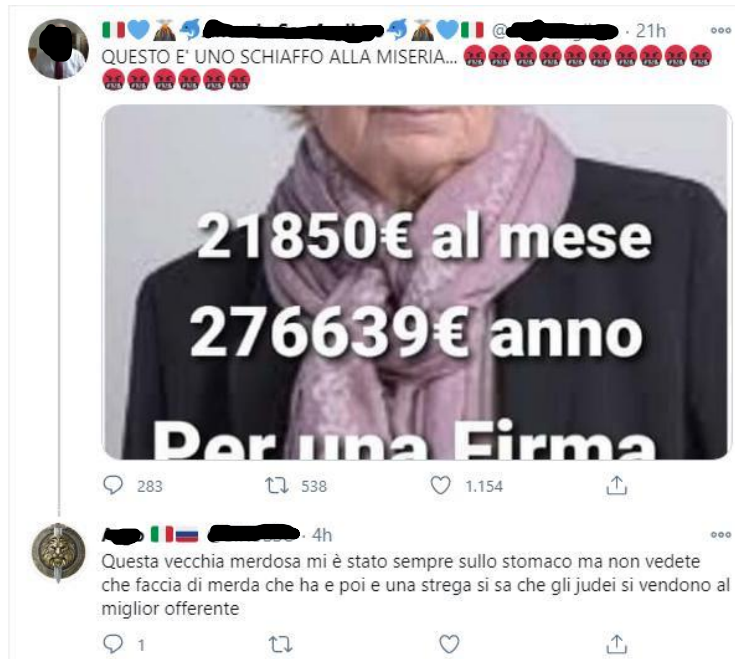 🇮🇹💙🌋🐬 🐬🌋💙🇮🇹 @ · 21h
QUESTO E' UNO SCHIAFFO ALLA MISERIA... 🤬🤬🤬🤬🤬🤬🤬🤬🤬🤬
🤬🤬🤬🤬🤬🤬
21850€ al mese
276639€ anno
Per una Firma
283 538 1.154
🇮🇹🇷🇺 · 4h
Questa vecchia merdosa mi è stato sempre sullo stomaco ma non vedete
che faccia di merda che ha e poi e una strega si sa che gli judei si vendono al
miglior offerente
1